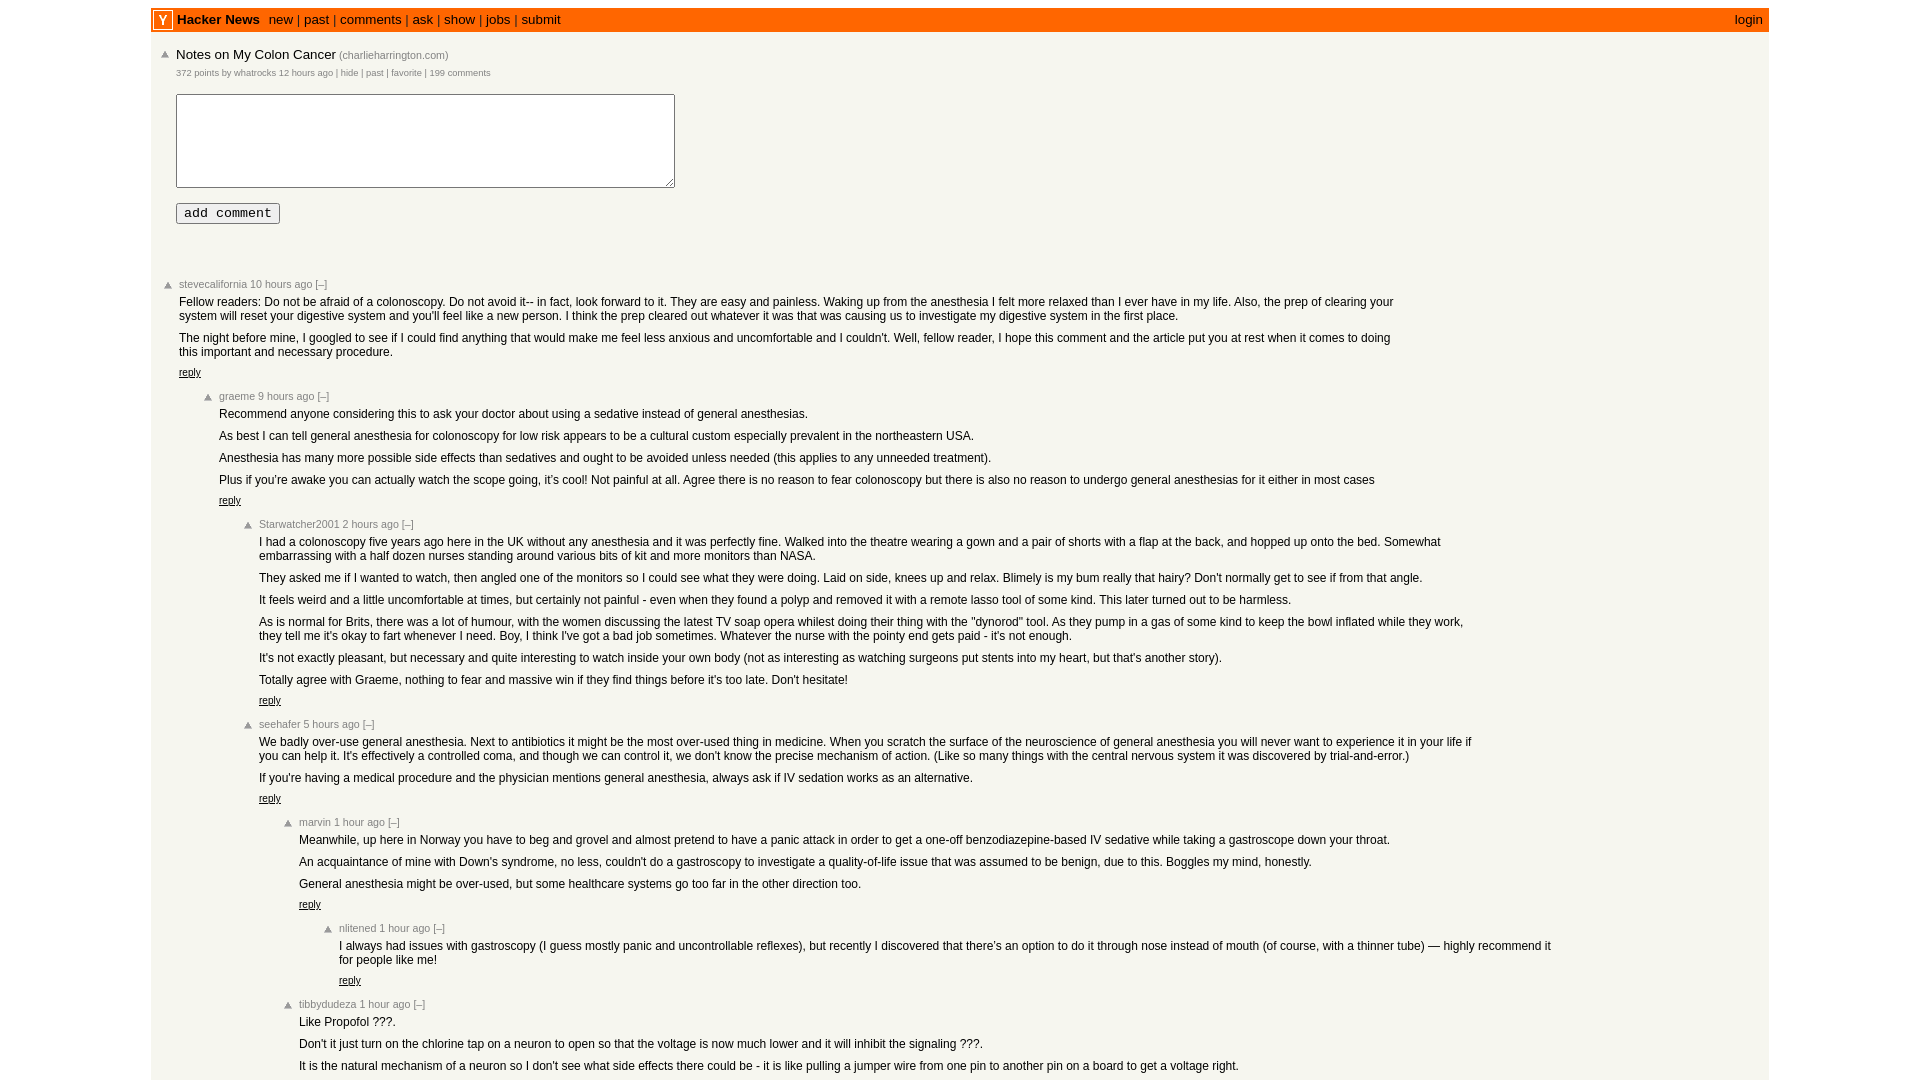 Y Hacker News new | past | comments | ask | show | jobs | submit login
Notes on My Colon Cancer (charlieharrington.com)
372 points by whatrocks 12 hours ago | hide | past | favorite | 199 comments
add comment
stevecalifornia 10 hours ago [–]
Fellow readers: Do not be afraid of a colonoscopy. Do not avoid it-- in fact, look forward to it. They are easy and painless. Waking up from the anesthesia I felt more relaxed than I ever have in my life. Also, the prep of clearing your
system will reset your digestive system and you'll feel like a new person. I think the prep cleared out whatever it was that was causing us to investigate my digestive system in the first place.
The night before mine, I googled to see if I could find anything that would make me feel less anxious and uncomfortable and I couldn't. Well, fellow reader, I hope this comment and the article put you at rest when it comes to doing
this important and necessary procedure.
reply
graeme 9 hours ago [–]
Recommend anyone considering this to ask your doctor about using a sedative instead of general anesthesias.
As best I can tell general anesthesia for colonoscopy for low risk appears to be a cultural custom especially prevalent in the northeastern USA.
Anesthesia has many more possible side effects than sedatives and ought to be avoided unless needed (this applies to any unneeded treatment).
Plus if you’re awake you can actually watch the scope going, it’s cool! Not painful at all. Agree there is no reason to fear colonoscopy but there is also no reason to undergo general anesthesias for it either in most cases
reply
Starwatcher2001 2 hours ago [–]
I had a colonoscopy five years ago here in the UK without any anesthesia and it was perfectly fine. Walked into the theatre wearing a gown and a pair of shorts with a flap at the back, and hopped up onto the bed. Somewhat
embarrassing with a half dozen nurses standing around various bits of kit and more monitors than NASA.
They asked me if I wanted to watch, then angled one of the monitors so I could see what they were doing. Laid on side, knees up and relax. Blimely is my bum really that hairy? Don't normally get to see if from that angle.
It feels weird and a little uncomfortable at times, but certainly not painful - even when they found a polyp and removed it with a remote lasso tool of some kind. This later turned out to be harmless.
As is normal for Brits, there was a lot of humour, with the women discussing the latest TV soap opera whilest doing their thing with the "dynorod" tool. As they pump in a gas of some kind to keep the bowl inflated while they work,
they tell me it's okay to fart whenever I need. Boy, I think I've got a bad job sometimes. Whatever the nurse with the pointy end gets paid - it's not enough.
It's not exactly pleasant, but necessary and quite interesting to watch inside your own body (not as interesting as watching surgeons put stents into my heart, but that's another story).
Totally agree with Graeme, nothing to fear and massive win if they find things before it's too late. Don't hesitate!
reply
seehafer 5 hours ago [–]
We badly over-use general anesthesia. Next to antibiotics it might be the most over-used thing in medicine. When you scratch the surface of the neuroscience of general anesthesia you will never want to experience it in your life if
you can help it. It's effectively a controlled coma, and though we can control it, we don't know the precise mechanism of action. (Like so many things with the central nervous system it was discovered by trial-and-error.)
If you're having a medical procedure and the physician mentions general anesthesia, always ask if IV sedation works as an alternative.
reply
marvin 1 hour ago [–]
Meanwhile, up here in Norway you have to beg and grovel and almost pretend to have a panic attack in order to get a one-off benzodiazepine-based IV sedative while taking a gastroscope down your throat.
An acquaintance of mine with Down's syndrome, no less, couldn't do a gastroscopy to investigate a quality-of-life issue that was assumed to be benign, due to this. Boggles my mind, honestly.
General anesthesia might be over-used, but some healthcare systems go too far in the other direction too.
reply
nlitened 1 hour ago [–]
I always had issues with gastroscopy (I guess mostly panic and uncontrollable reflexes), but recently I discovered that there’s an option to do it through nose instead of mouth (of course, with a thinner tube) — highly recommend it
for people like me!
reply
tibbydudeza 1 hour ago [–]
Like Propofol ???.
Don't it just turn on the chlorine tap on a neuron to open so that the voltage is now much lower and it will inhibit the signaling ???.
It is the natural mechanism of a neuron so I don't see what side effects there could be - it is like pulling a jumper wire from one pin to another pin on a board to get a voltage right.